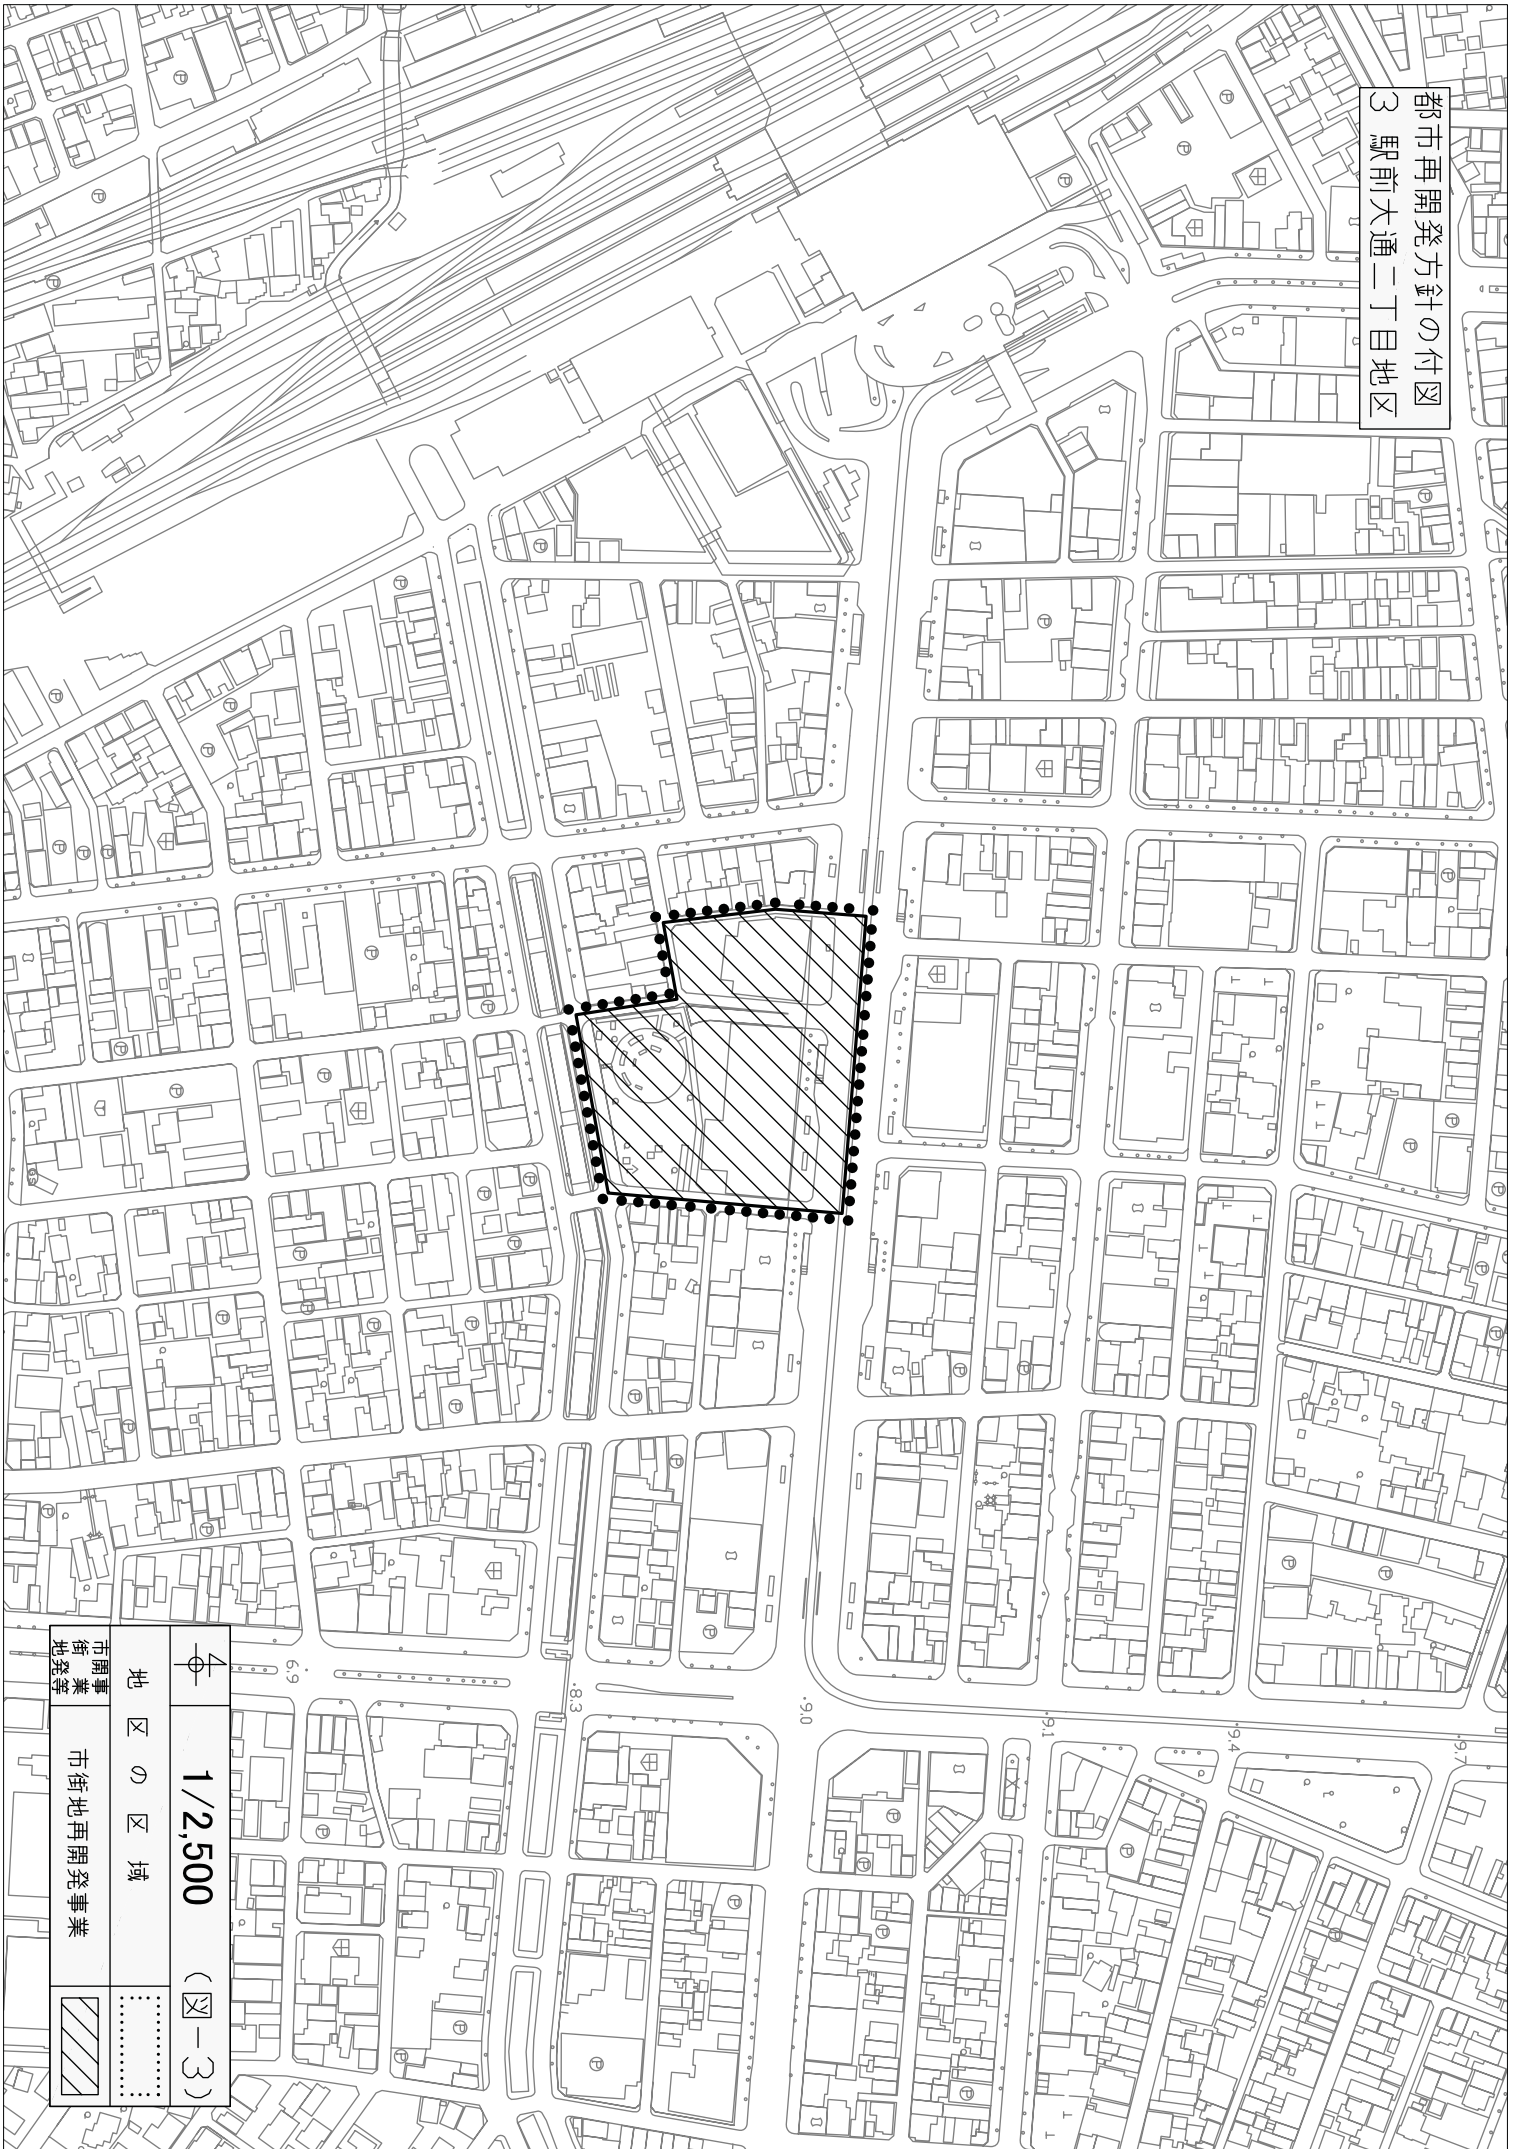 都市再開発方針の付図
3 駅前大通二丁目地区
1/2,500 (図-3)
地区の区域
市街地開発事業等
市街地再開発事業
6.9
8.3
9.0
9.1
9.4
9.7
GS